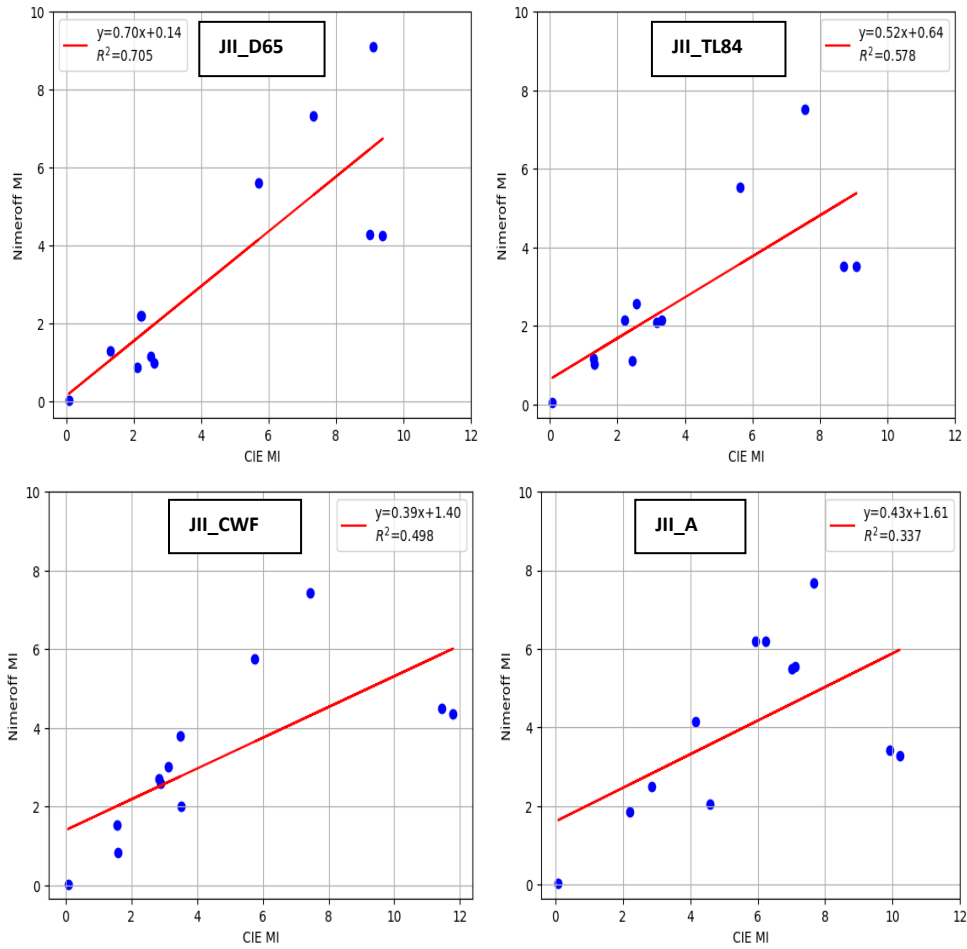 JII_D65
y=0.70x+0.14
R²=0.705
10
8
6
4
2
0
Nimeroff MI
0 2 4 6 8 10 12
CIE MI
JII_TL84
y=0.52x+0.64
R²=0.578
10
8
6
4
2
0
Nimeroff MI
0 2 4 6 8 10 12
CIE MI
JII_CWF
y=0.39x+1.40
R²=0.498
10
8
6
4
2
0
Nimeroff MI
0 2 4 6 8 10 12
CIE MI
JII_A
y=0.43x+1.61
R²=0.337
10
8
6
4
2
0
Nimeroff MI
0 2 4 6 8 10 12
CIE MI